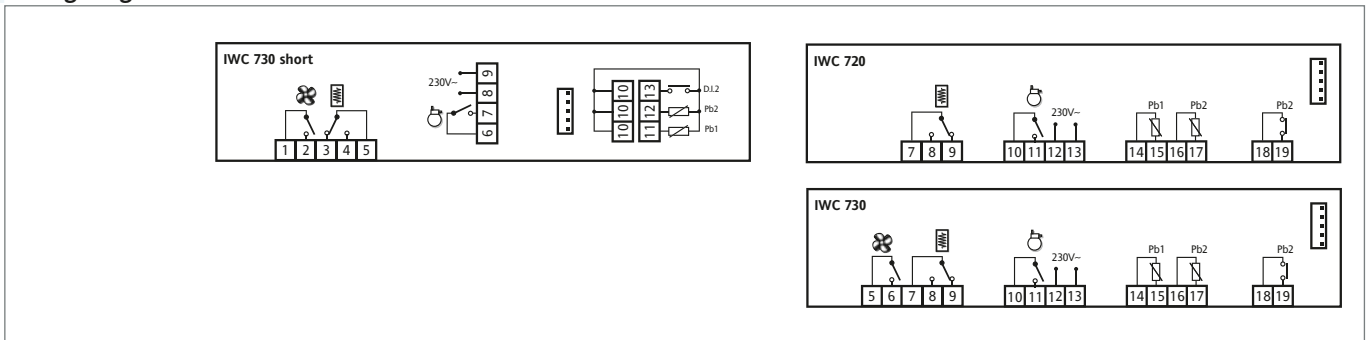 IWC 730 short
230V~
9
8
7
6
10 13 D.I.2
10 12 Pb2
10 11 Pb1
1 2 3 4 5
IWC 720
230V~
Pb1 Pb2 Pb2
7 8 9 10 11 12 13 14 15 16 17 18 19
IWC 730
230V~
Pb1 Pb2 Pb2
5 6 7 8 9 10 11 12 13 14 15 16 17 18 19